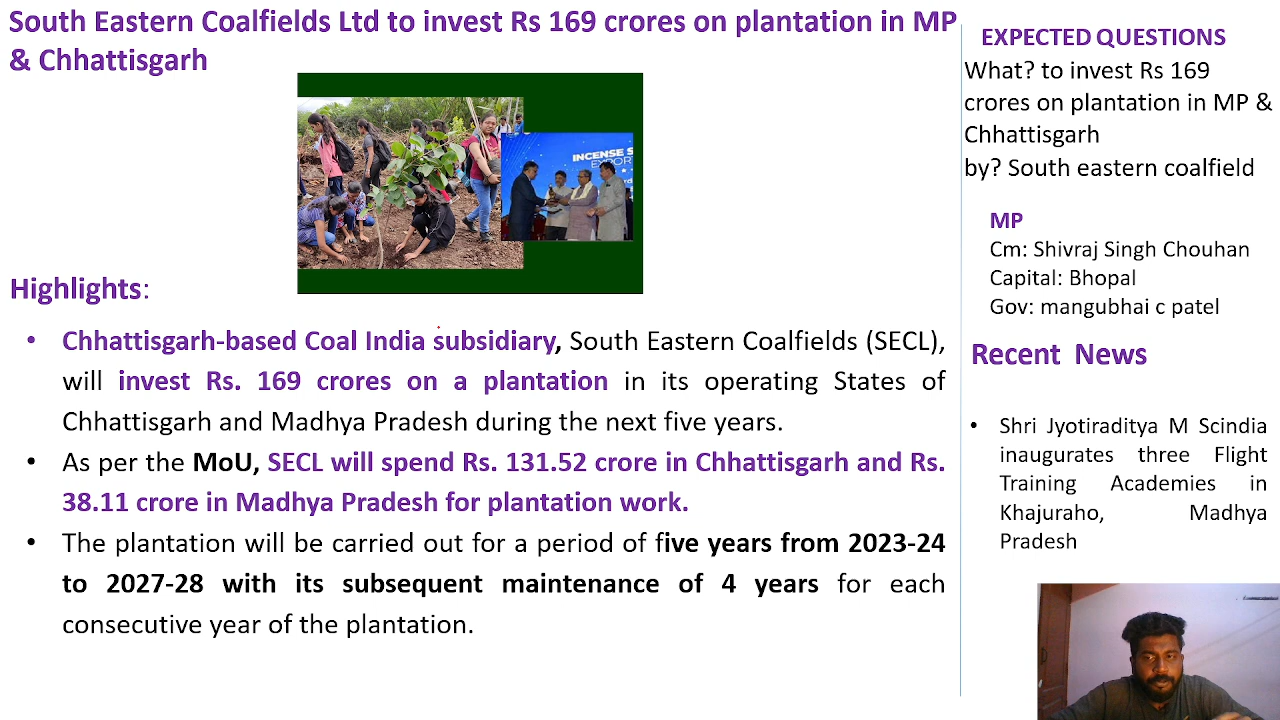 South Eastern Coalfields Ltd to invest Rs 169 crores on plantation in MP
& Chhattisgarh
INCENSE S
EXPOR
Highlights:
• Chhattisgarh-based Coal India subsidiary, South Eastern Coalfields (SECL),
will invest Rs. 169 crores on a plantation in its operating States of
Chhattisgarh and Madhya Pradesh during the next five years.
• As per the MoU, SECL will spend Rs. 131.52 crore in Chhattisgarh and Rs.
38.11 crore in Madhya Pradesh for plantation work.
• The plantation will be carried out for a period of five years from 2023-24
to 2027-28 with its subsequent maintenance of 4 years for each
consecutive year of the plantation.
EXPECTED QUESTIONS
What? to invest Rs 169
crores on plantation in MP &
Chhattisgarh
by? South eastern coalfield
MP
Cm: Shivraj Singh Chouhan
Capital: Bhopal
Gov: mangubhai c patel
Recent News
• Shri Jyotiraditya M Scindia
inaugurates three Flight
Training Academies in
Khajuraho, Madhya
Pradesh